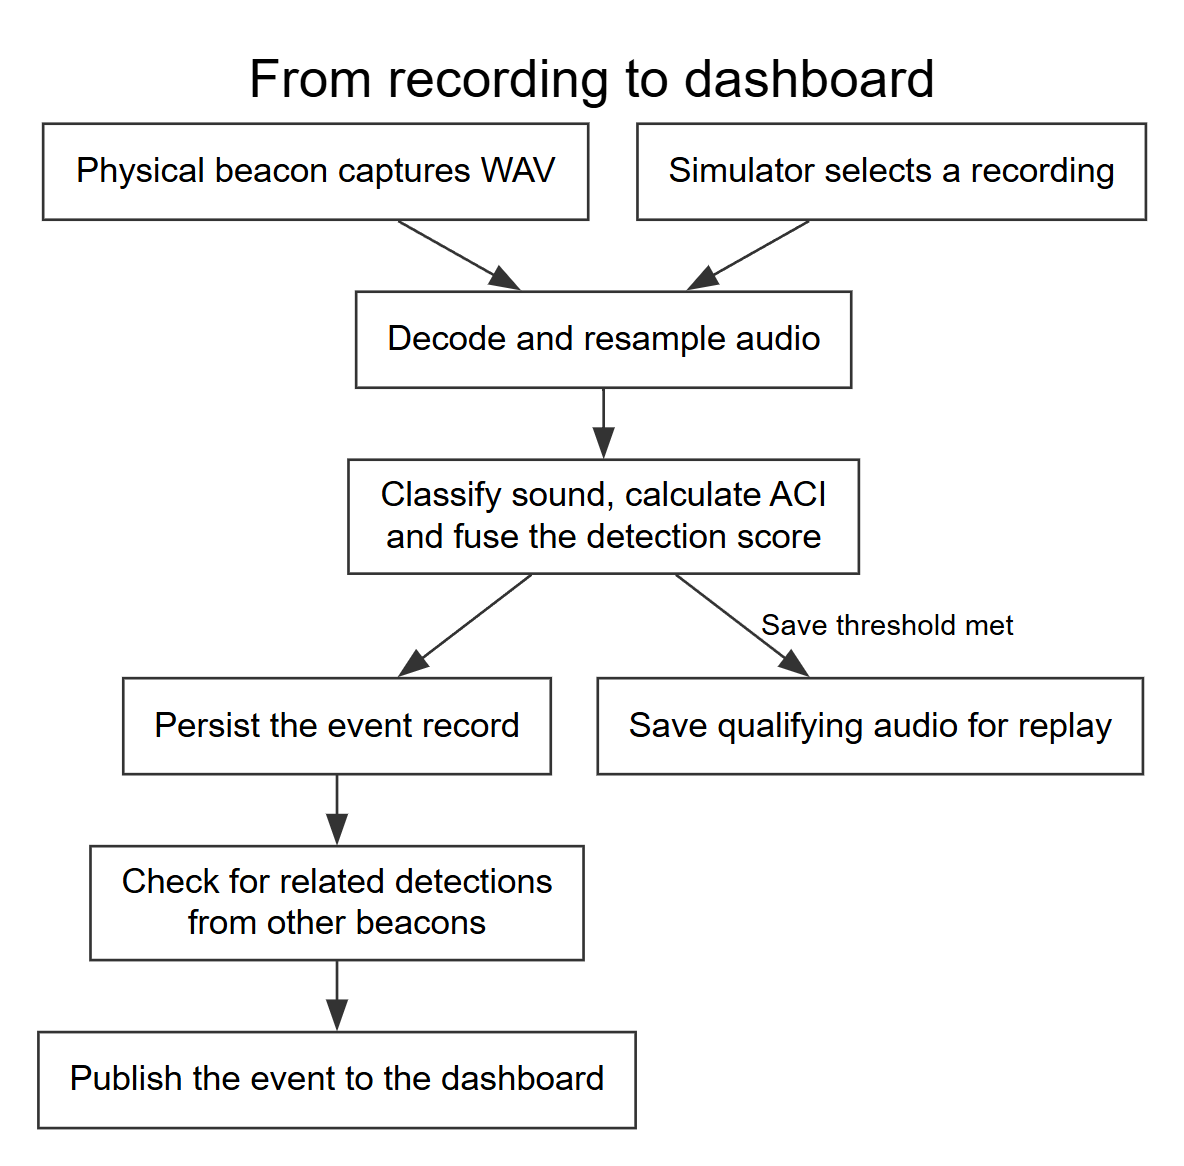 From recording to dashboard
Physical beacon captures WAV
Simulator selects a recording
Decode and resample audio
Classify sound, calculate ACI
and fuse the detection score
Save threshold met
Persist the event record
Save qualifying audio for replay
Check for related detections
from other beacons
Publish the event to the dashboard